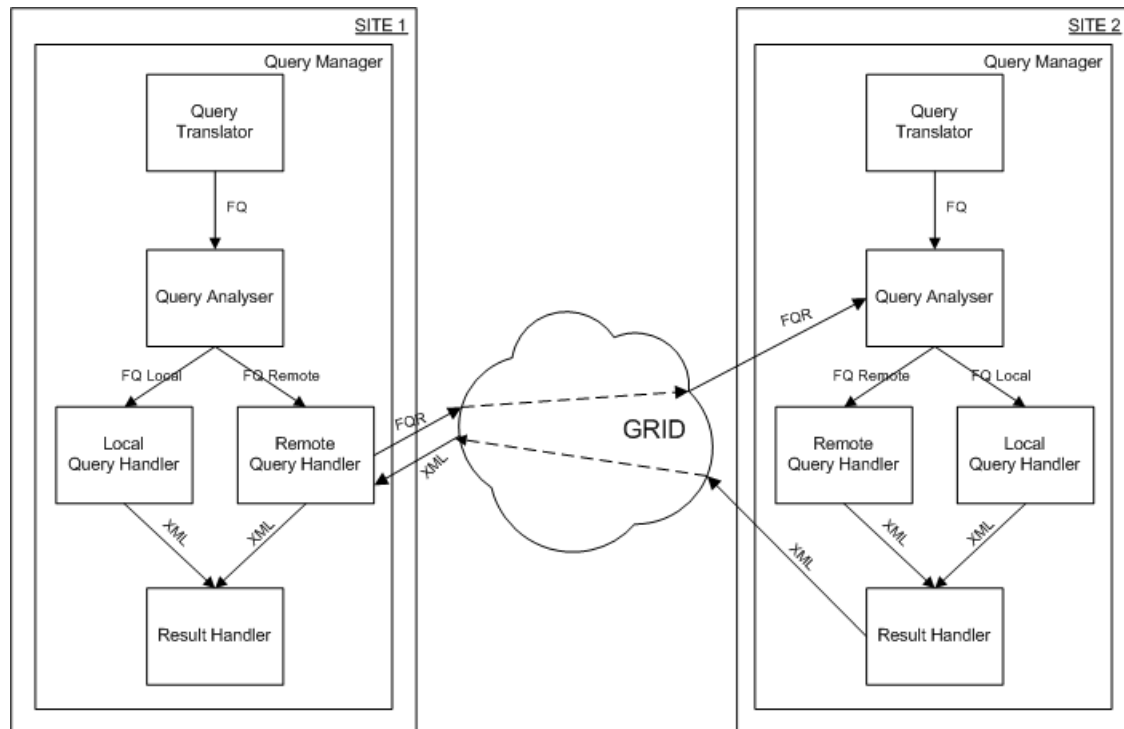 SITE 1
Query Manager
Query
Translator
FQ
Query Analyser
FQ Local
FQ Remote
Local
Query Handler
Remote
Query Handler
FQR
XML
XML
XML
Result Handler
GRID
SITE 2
Query Manager
Query
Translator
FQ
FQR
Query Analyser
FQ Remote
FQ Local
Remote
Query Handler
Local
Query Handler
XML
XML
XML
Result Handler